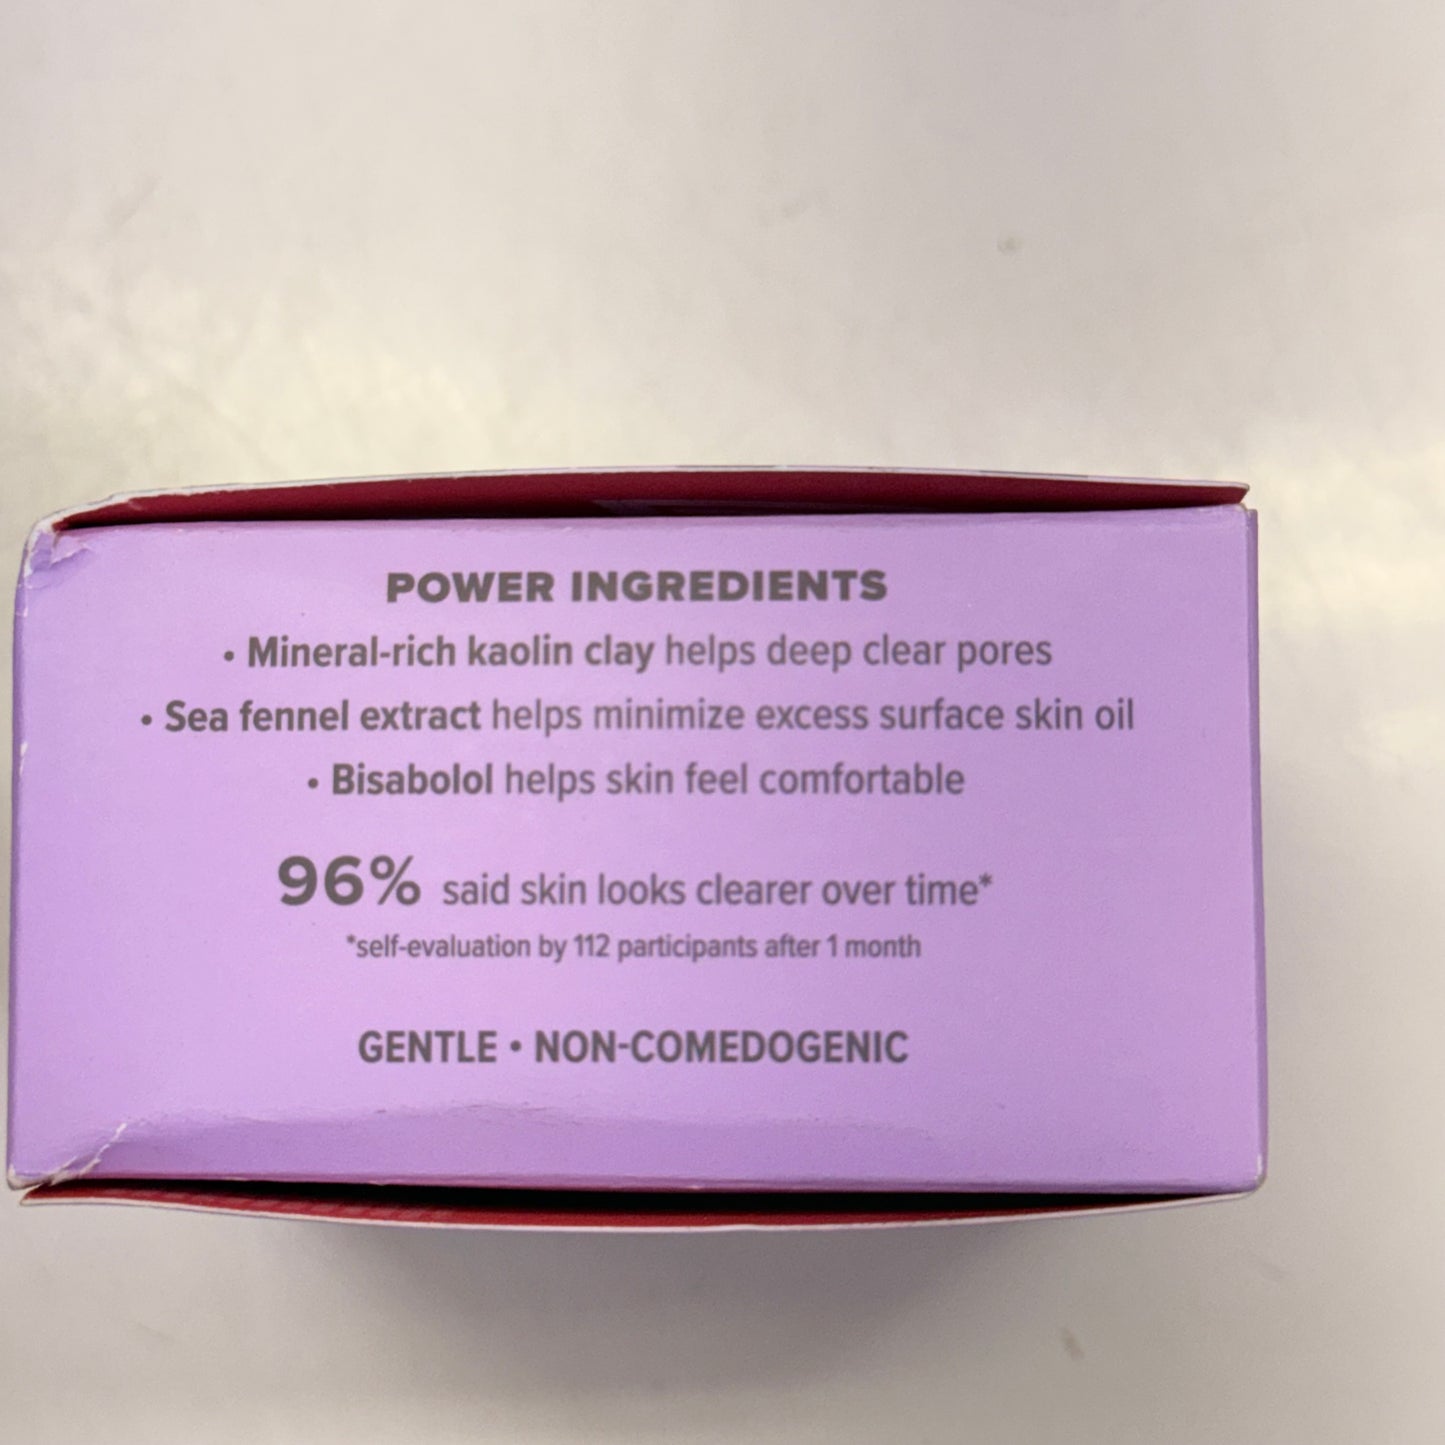 POWER INGREDIENTS
• Mineral-rich kaolin clay helps deep clear pores
• Sea fennel extract helps minimize excess surface skin oil
• Bisabolol helps skin feel comfortable
96% said skin looks clearer over time*
*self-evaluation by 112 participants after 1 month
GENTLE • NON-COMEDOGENIC